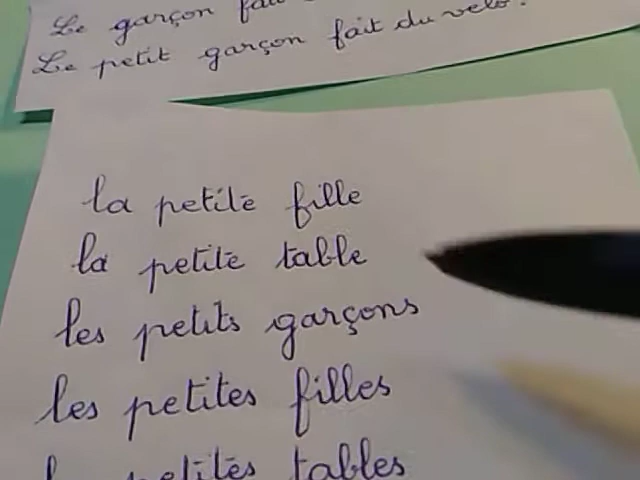 Le garçon fait
Le petit garçon fait du vélo.
la petite fille
la petite table
les petits garçons
les petites filles
petites tables